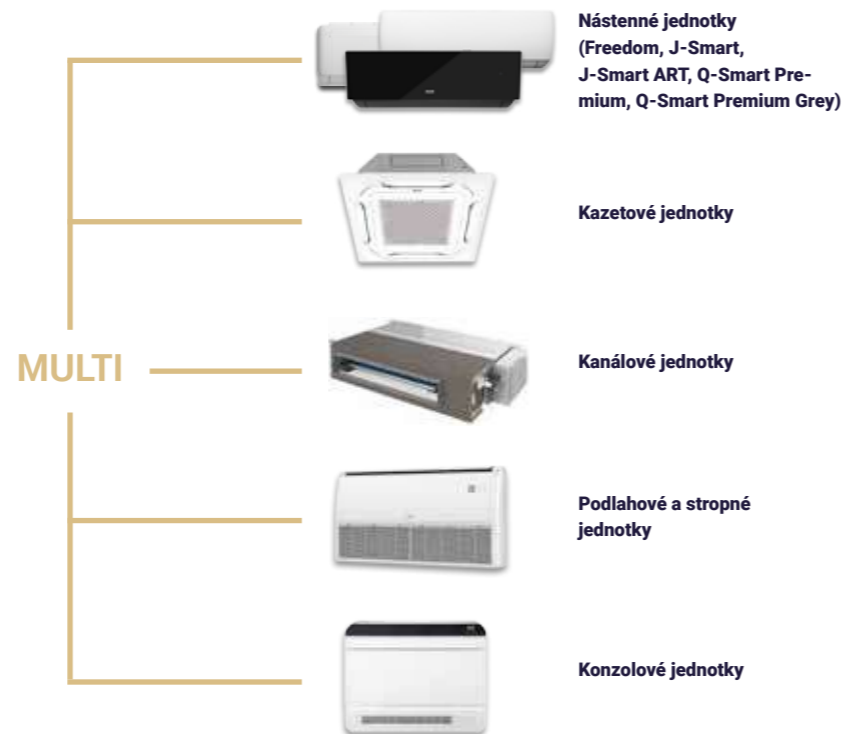 Nástenné jednotky
(Freedom, J-Smart,
J-Smart ART, Q-Smart Pre-
mium, Q-Smart Premium Grey)
Kazetové jednotky
MULTI
Kanálové jednotky
Podlahové a stropné
jednotky
Konzolové jednotky